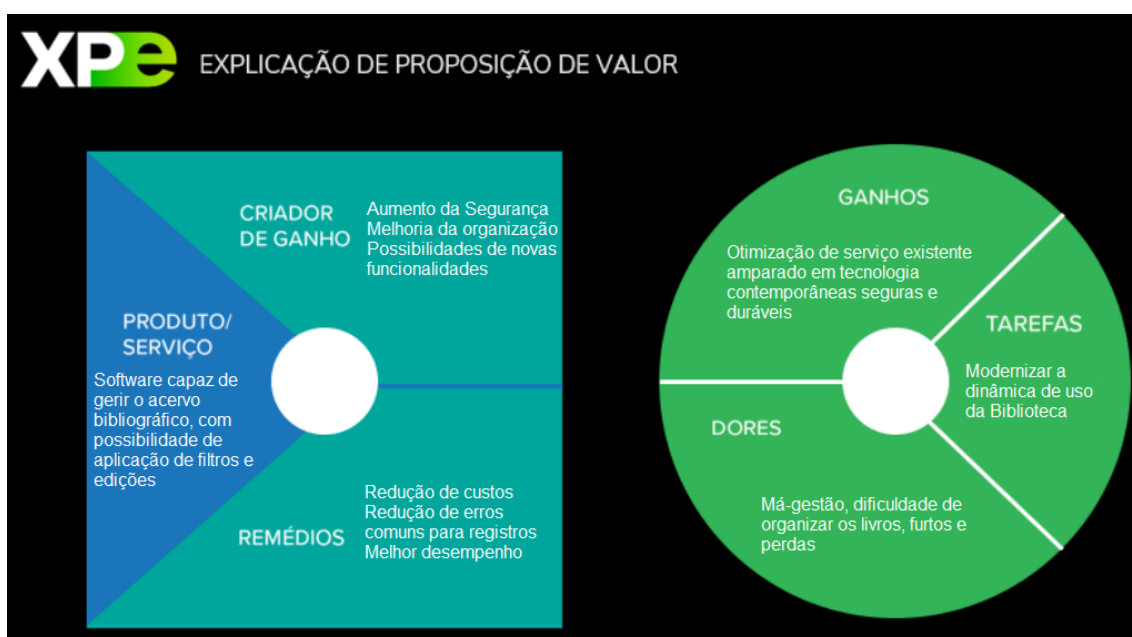 XPe
EXPLICAÇÃO DE PROPOSIÇÃO DE VALOR
CRIADOR
DE GANHO
Aumento da Segurança
Melhoria da organização
Possibilidades de novas
funcionalidades
PRODUTO/
SERVIÇO
Software capaz de
gerir o acervo
bibliográfico, com
possibilidade de
aplicação de filtros e
edições
REMÉDIOS
Redução de custos
Redução de erros
comuns para registros
Melhor desempenho
GANHOS
Otimização de serviço existente
amparado em tecnologia
contemporâneas seguras e
duráveis
TAREFAS
Modernizar a
dinâmica de uso
da Biblioteca
DORES
Má-gestão, dificuldade de
organizar os livros, furtos e
perdas